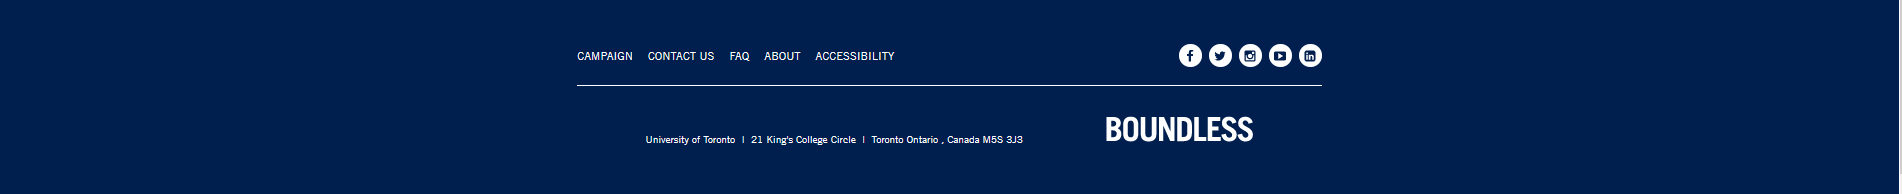 CAMPAIGN CONTACT US FAQ ABOUT ACCESSIBILITY
University of Toronto | 21 King's College Circle | Toronto Ontario , Canada M5S 3J3
BOUNDLESS